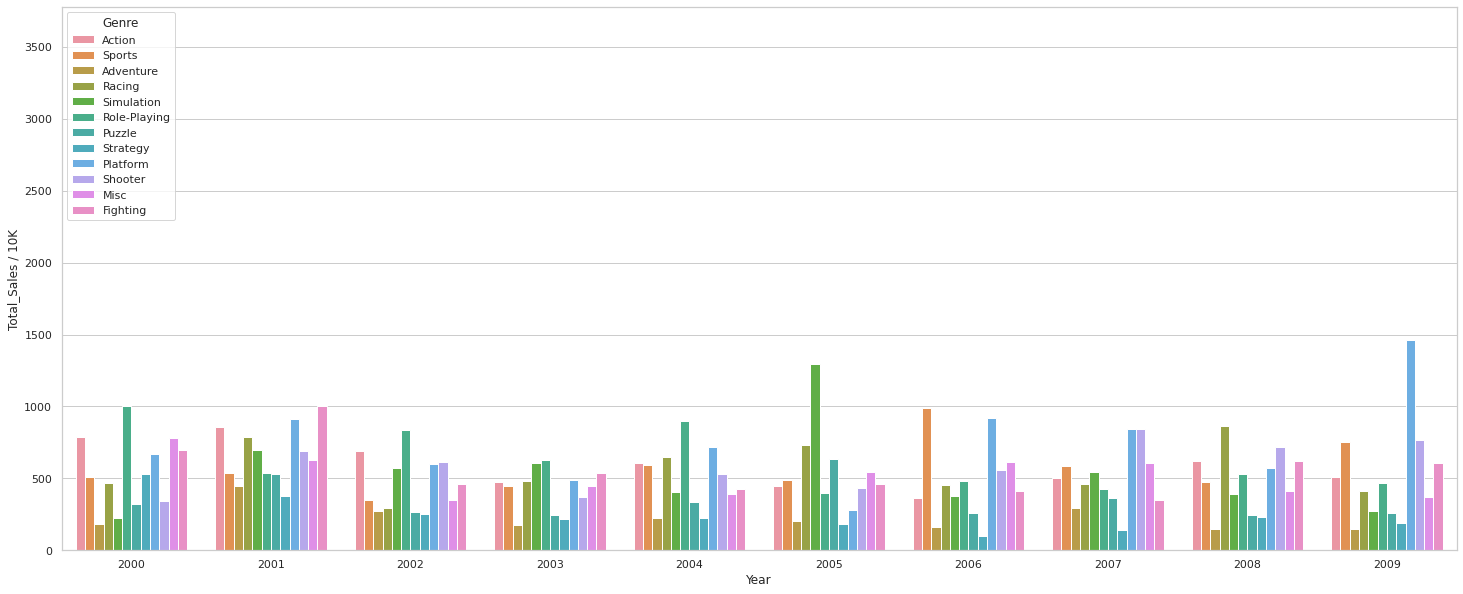 Genre
Action
Sports
Adventure
Racing
Simulation
Role-Playing
Puzzle
Strategy
Platform
Shooter
Misc
Fighting
Total_Sales / 10K
3500
3000
2500
2000
1500
1000
500
0
2000 2001 2002 2003 2004 2005 2006 2007 2008 2009
Year